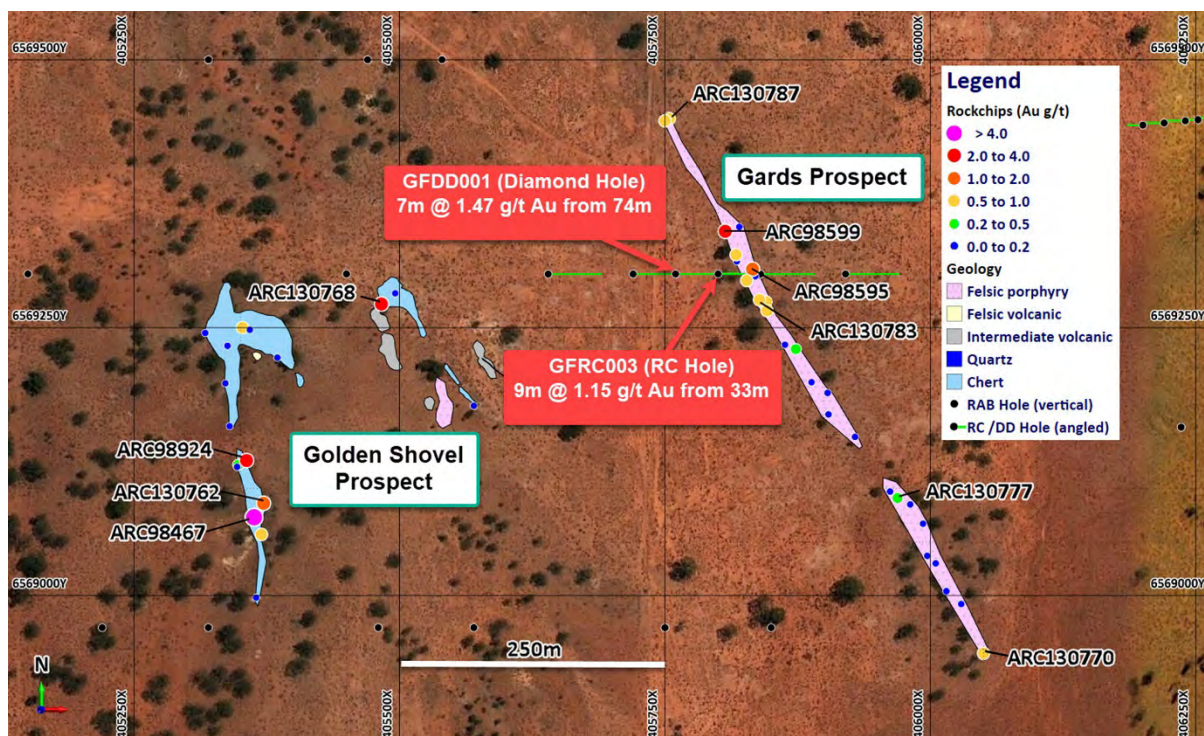 405250X
405500X
405750X
406000X
406250X
6569500Y
6569500Y
ARC130787
Legend
Rockchips (Au g/t)
> 4.0
2.0 to 4.0
1.0 to 2.0
0.5 to 1.0
0.2 to 0.5
0.0 to 0.2
Geology
Felsic porphyry
Felsic volcanic
Intermediate volcanic
Quartz
Chert
RAB Hole (vertical)
RC /DD Hole (angled)
Gards Prospect
GFDD001 (Diamond Hole)
7m @ 1.47 g/t Au from 74m
ARC98599
ARC98595
ARC130768
6569250Y
6569250Y
ARC130783
GFRC003 (RC Hole)
9m @ 1.15 g/t Au from 33m
ARC98924
Golden Shovel
Prospect
ARC130762
ARC98467
ARC130777
6569000Y
6569000Y
250m
ARC130770
N
405250X
405500X
405750X
406000X
406250X